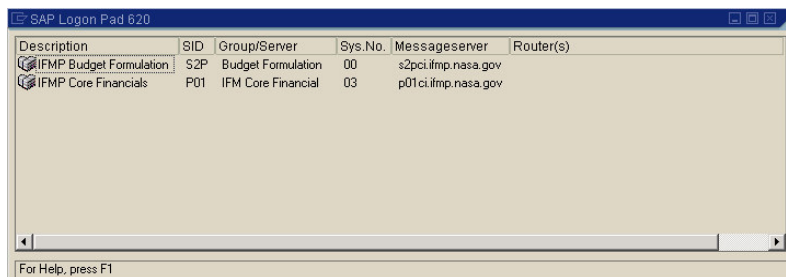 SAP Logon Pad 620
Description SID Group/Server Sys.No. Messageserver Router(s)
IFMP Budget Formulation S2P Budget Formulation 00 s2pci.ifmp.nasa.gov
IFMP Core Financials P01 IFM Core Financial 03 p01ci.ifmp.nasa.gov
For Help, press F1